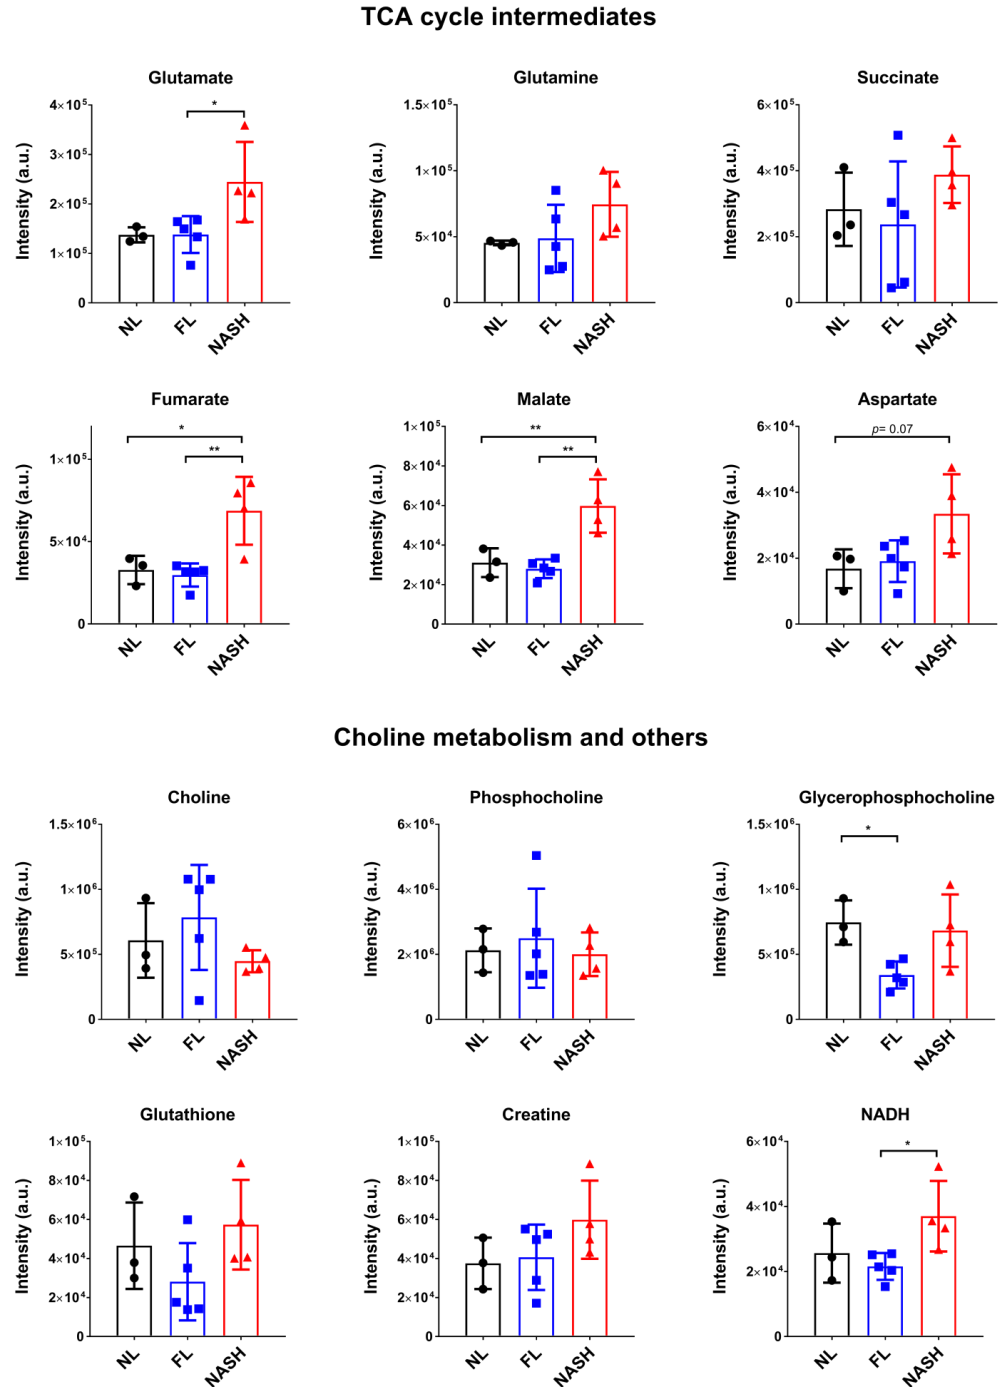 TCA cycle intermediates
Glutamate
Intensity (a.u.)
4×10⁵
3×10⁵
2×10⁵
1×10⁵
0
*
NL
FL
NASH
Glutamine
Intensity (a.u.)
1.5×10⁵
1×10⁵
5×10⁴
0
NL
FL
NASH
Succinate
Intensity (a.u.)
6×10⁵
4×10⁵
2×10⁵
0
NL
FL
NASH
Fumarate
Intensity (a.u.)
1×10⁵
5×10⁴
0
*
**
NL
FL
NASH
Malate
Intensity (a.u.)
1×10⁵
8×10⁴
6×10⁴
4×10⁴
2×10⁴
0
**
**
NL
FL
NASH
Aspartate
Intensity (a.u.)
6×10⁴
4×10⁴
2×10⁴
0
p= 0.07
NL
FL
NASH
Choline metabolism and others
Choline
Intensity (a.u.)
1.5×10⁶
1×10⁶
5×10⁵
0
NL
FL
NASH
Phosphocholine
Intensity (a.u.)
6×10⁶
4×10⁶
2×10⁶
0
NL
FL
NASH
Glycerophosphocholine
Intensity (a.u.)
1.5×10⁶
1×10⁶
5×10⁵
0
*
NL
FL
NASH
Glutathione
Intensity (a.u.)
1×10⁵
8×10⁴
6×10⁴
4×10⁴
2×10⁴
0
NL
FL
NASH
Creatine
Intensity (a.u.)
1×10⁵
8×10⁴
6×10⁴
4×10⁴
2×10⁴
0
NL
FL
NASH
NADH
Intensity (a.u.)
6×10⁴
4×10⁴
2×10⁴
0
*
NL
FL
NASH